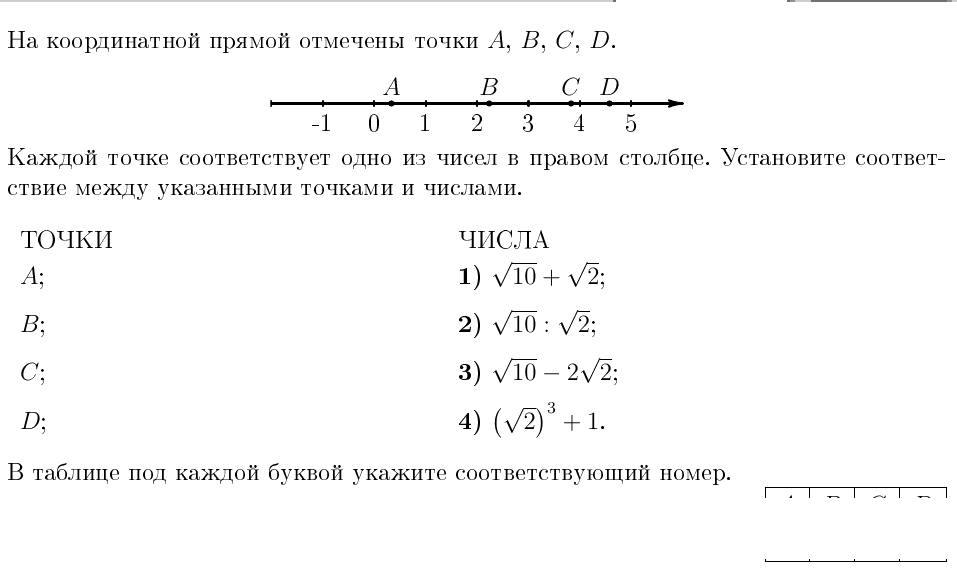 На координатной прямой отмечены точки A, B, C, D.
A B C D
-1 0 1 2 3 4 5
Каждой точке соответствует одно из чисел в правом столбце. Установите соответ-
ствие между указанными точками и числами.
ТОЧКИ ЧИСЛА
A; 1) √10 + √2;
B; 2) √10 : √2;
C; 3) √10 − 2√2;
D; 4) (√2)³ + 1.
В таблице под каждой буквой укажите соответствующий номер.